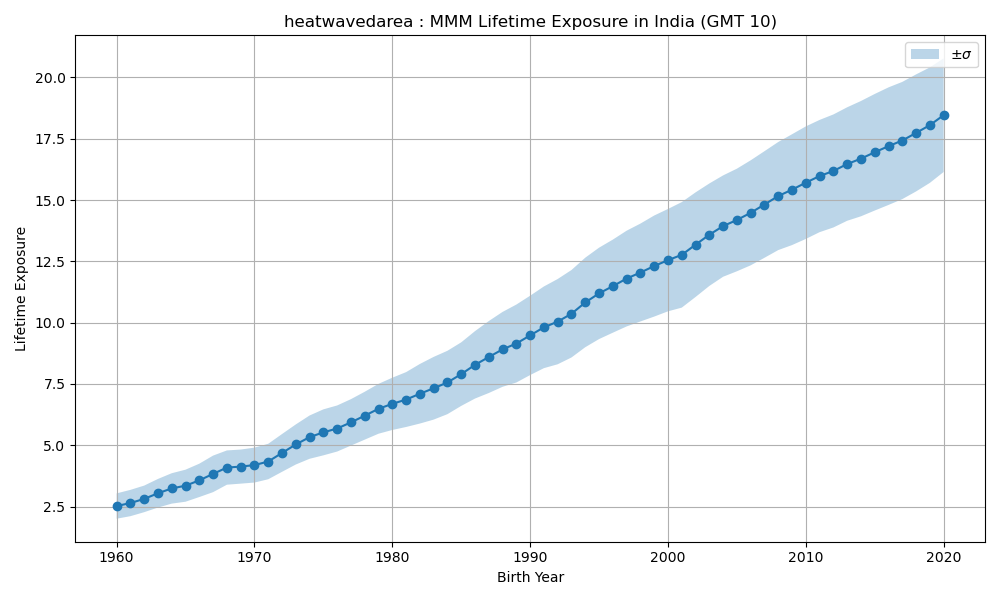 heatwavedarea : MMM Lifetime Exposure in India (GMT 10)
±σ
Lifetime Exposure
20.0
17.5
15.0
12.5
10.0
7.5
5.0
2.5
1960 1970 1980 1990 2000 2010 2020
Birth Year